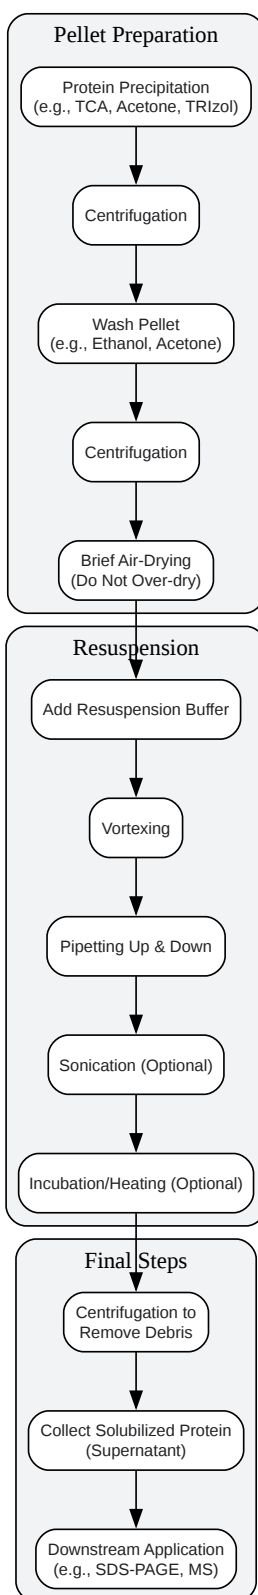 Pellet Preparation
Protein Precipitation
(e.g., TCA, Acetone, TRIzol)
Centrifugation
Wash Pellet
(e.g., Ethanol, Acetone)
Centrifugation
Brief Air-Drying
(Do Not Over-dry)
Resuspension
Add Resuspension Buffer
Vortexing
Pipetting Up & Down
Sonication (Optional)
Incubation/Heating (Optional)
Final Steps
Centrifugation to
Remove Debris
Collect Solubilized Protein
(Supernatant)
Downstream Application
(e.g., SDS-PAGE, MS)